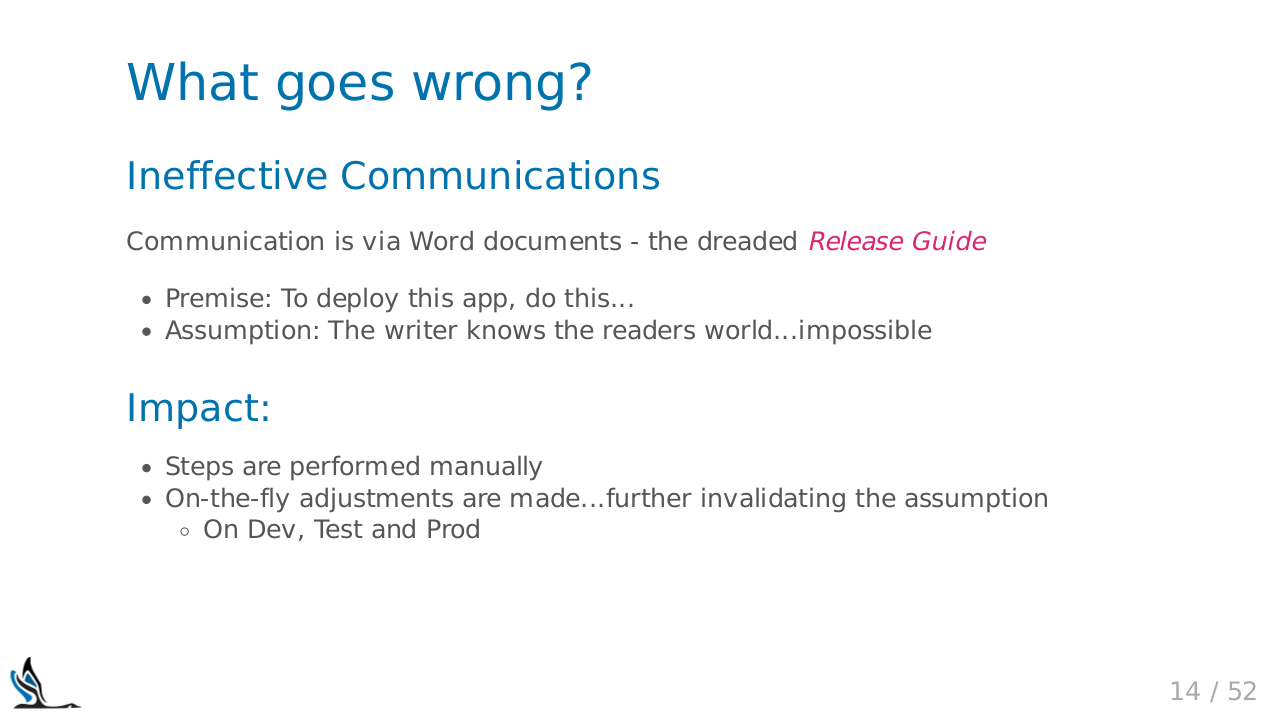 What goes wrong?
Ineffective Communications
Communication is via Word documents - the dreaded Release Guide
• Premise: To deploy this app, do this...
• Assumption: The writer knows the readers world...impossible
Impact:
• Steps are performed manually
• On-the-fly adjustments are made...further invalidating the assumption
◦ On Dev, Test and Prod
14 / 52